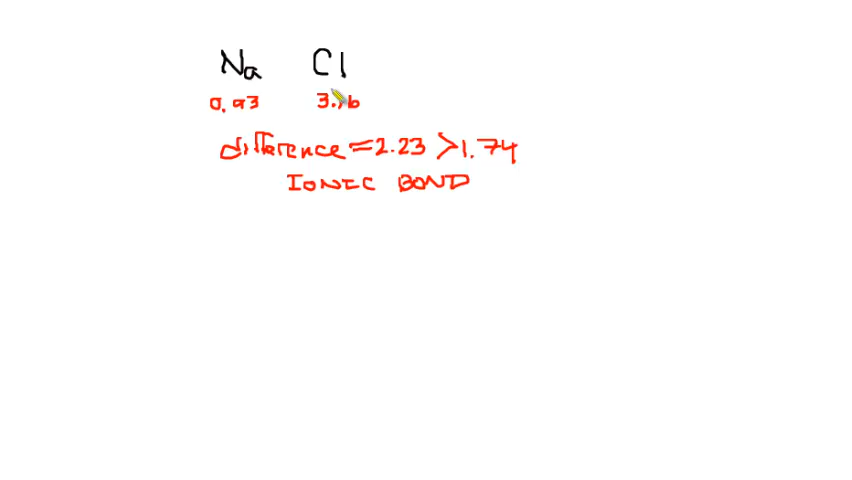 Na Cl
0.93 3.16
difference = 2.23 > 1.74
IONIC BOND